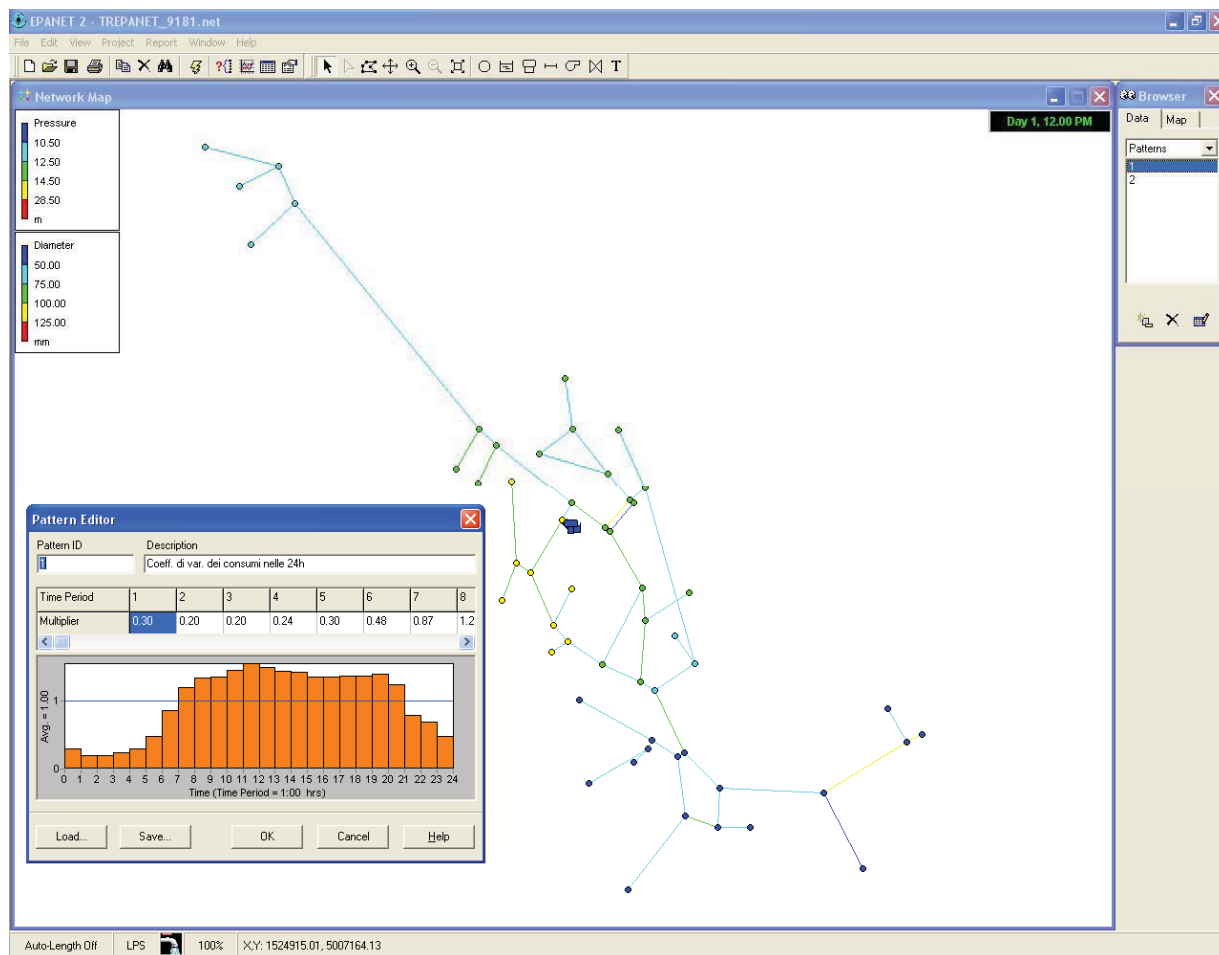 EPANET 2 - TREPANET_9181.net
File Edit View Project Report Window Help
T
Network Map
Browser
Day 1, 12.00 PM
Data Map
Patterns
1
2
Pressure
10.50
12.50
14.50
28.50
m
Diameter
50.00
75.00
100.00
125.00
mm
Pattern Editor
Pattern ID Description
1 Coeff. di var. dei consumi nelle 24h
Time Period 1 2 3 4 5 6 7 8
Multiplier 0.30 0.20 0.20 0.24 0.30 0.48 0.87 1.2
Avg. = 1.00
1
0
0 1 2 3 4 5 6 7 8 9 10 11 12 13 14 15 16 17 18 19 20 21 22 23 24
Time (Time Period = 1:00 hrs)
Load... Save... OK Cancel Help
Auto-Length Off LPS 100% X,Y: 1524915.01, 5007164.13